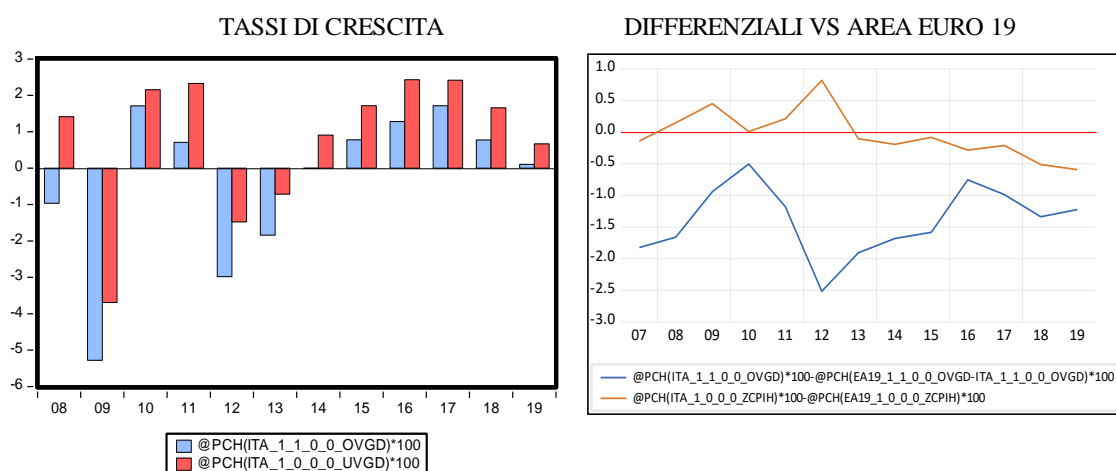 TASSI DI CRESCITA
3
2
1
0
-1
-2
-3
-4
-5
-6
08 09 10 11 12 13 14 15 16 17 18 19
@PCH(ITA_1_1_0_0_OVGD)*100
@PCH(ITA_1_0_0_0_UVGD)*100
DIFFERENZIALI VS AREA EURO 19
1.0
0.5
0.0
-0.5
-1.0
-1.5
-2.0
-2.5
-3.0
07 08 09 10 11 12 13 14 15 16 17 18 19
@PCH(ITA_1_1_0_0_OVGD)*100-@PCH(EA19_1_1_0_0_OVGD-ITA_1_1_0_0_OVGD)*100
@PCH(ITA_1_0_0_0_ZCPIH)*100-@PCH(EA19_1_0_0_0_ZCPIH)*100